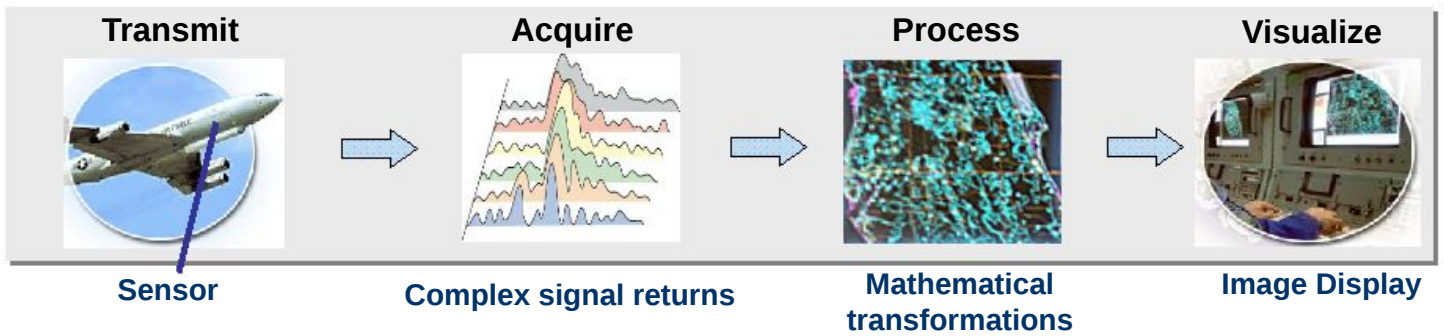 Transmit
Acquire
Process
Visualize
Sensor
Complex signal returns
Mathematical
transformations
Image Display